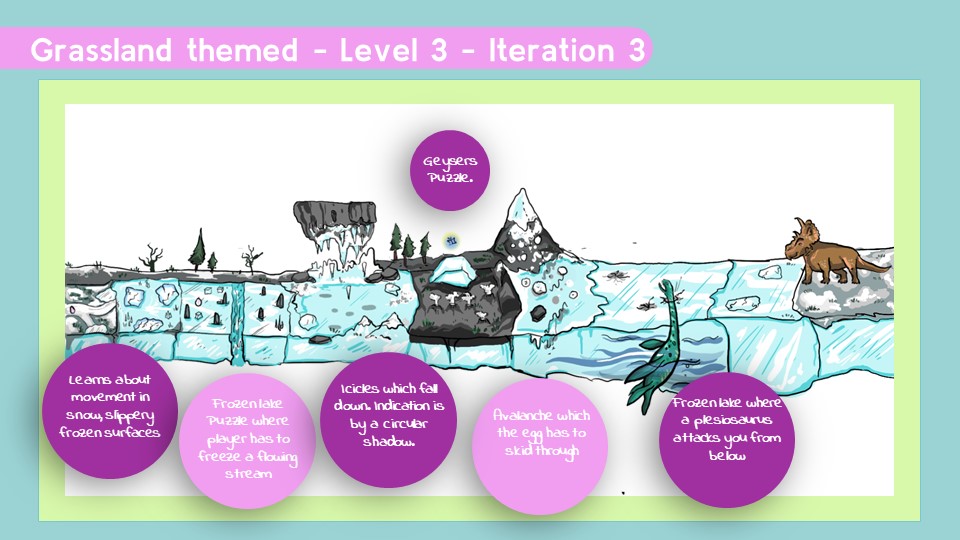 Grassland themed - Level 3 - Iteration 3
Geysers
Puzzle.
Learns about
movement in
snow, slippery
frozen surfaces
Frozen lake
Puzzle where
player has to
freeze a flowing
stream
Icicles which fall
down. Indication is
by a circular
shadow.
Avalanche which
the egg has to
skid through
Frozen lake where
a plesiosaurus
attacks you from
below